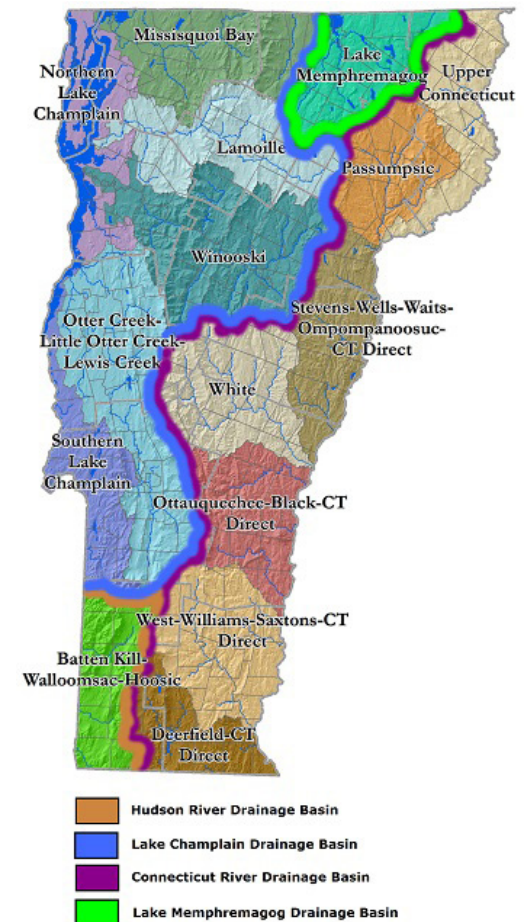 Missisquoi Bay
Northern
Lake
Champlain
Lake
Memphremagog
Upper
Connecticut
Lamoille
Passumpsic
Winooski
Stevens-Wells-Waits-
Ompompanoosuc-
CT Direct
Otter Creek-
Little Otter Creek-
Lewis Creek
White
Southern
Lake
Champlain
Ottauquechee-Black-CT
Direct
West-Williams-Saxtons-CT
Direct
Batten Kill-
Walloomsac-Hoosic
Deerfield-CT
Direct
Hudson River Drainage Basin
Lake Champlain Drainage Basin
Connecticut River Drainage Basin
Lake Memphremagog Drainage Basin